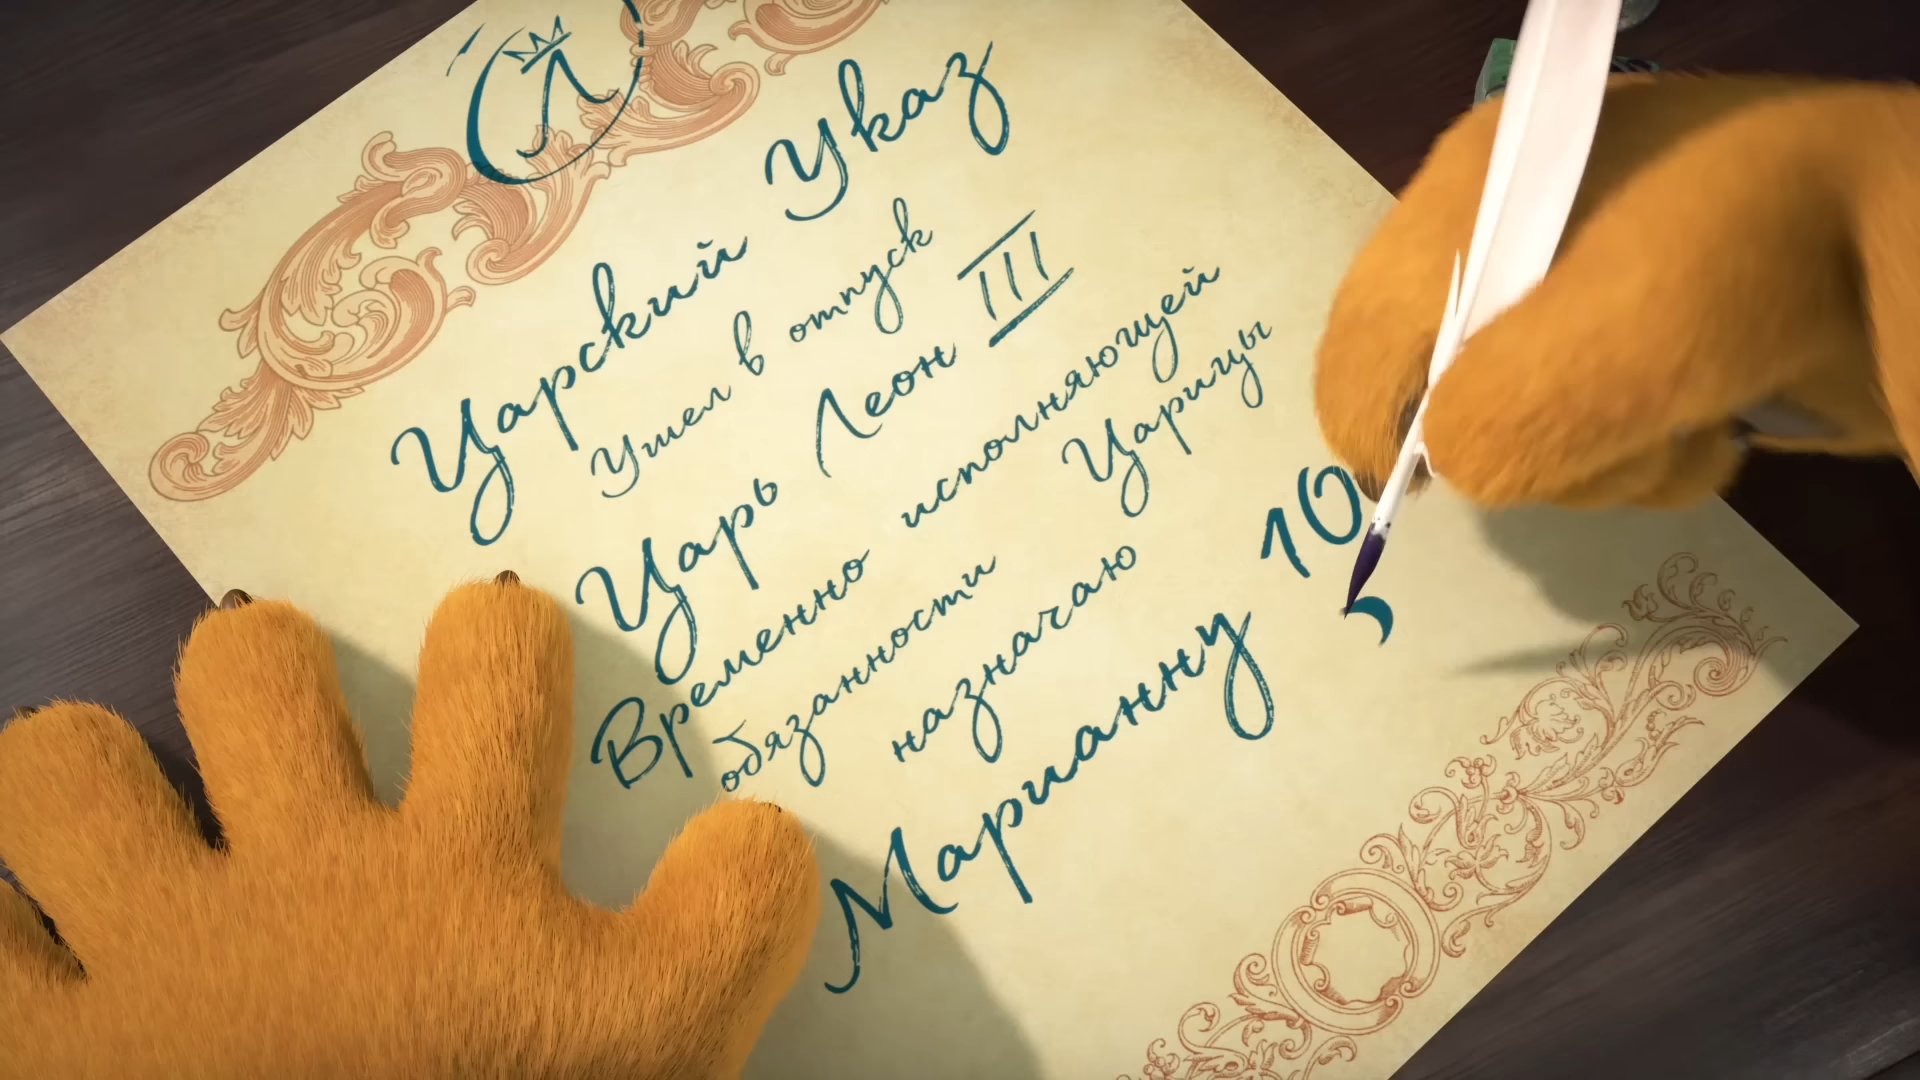 Л
Царский Указ
Ушел в отпуск
Царь Леон III
Временно исполняющей
обязанности Царицы
назначаю
Марианну 10,